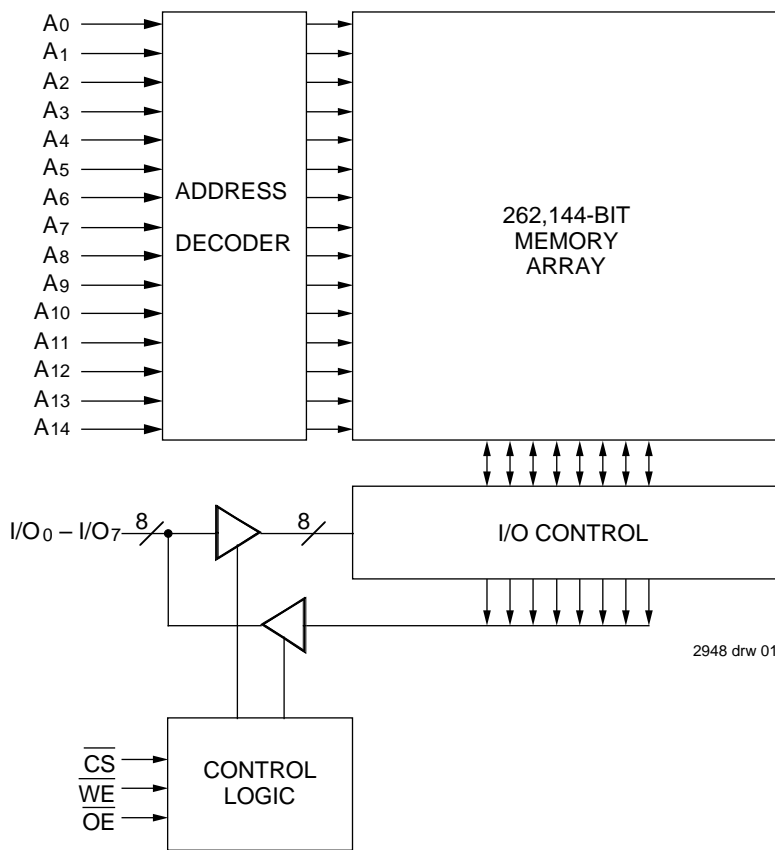 A0
A1
A2
A3
A4
A5
A6
A7
A8
A9
A10
A11
A12
A13
A14
ADDRESS
DECODER
262,144-BIT
MEMORY
ARRAY
I/O0 – I/O7
8
8
I/O CONTROL
2948 drw 01
CS
WE
OE
CONTROL
LOGIC